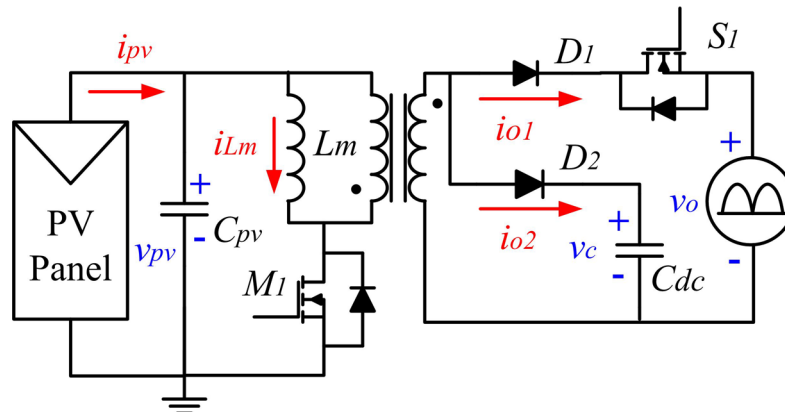 ipv
D1
S1
iLm
Lm
io1
+
PV
Panel
+
vpv
-
Cpv
D2
io2
+
vo
-
M1
vc
+
-
Cdc